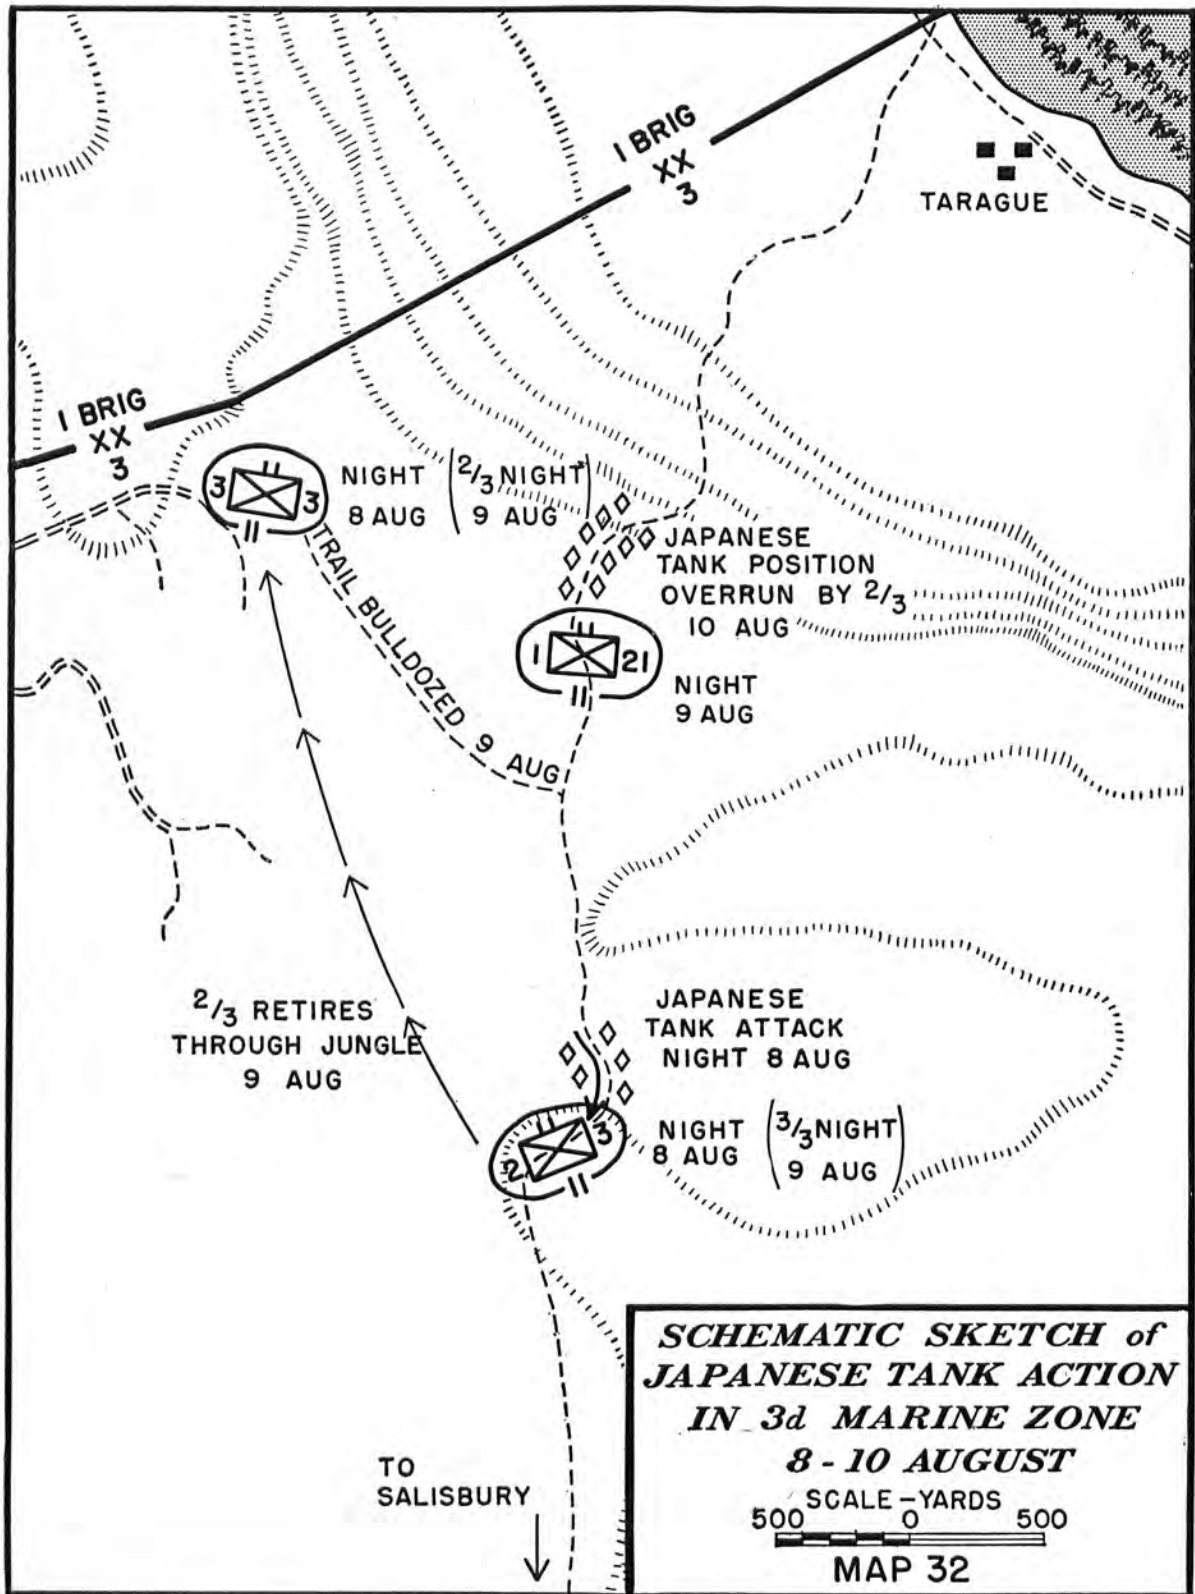 1 BRIG
XX
3
TARAGUE
1 BRIG
XX
3
3 3
NIGHT
8 AUG
(2/3 NIGHT)
9 AUG
TRAIL BULLDOZED 9 AUG
JAPANESE
TANK POSITION
OVERRUN BY 2/3
10 AUG
1 21
NIGHT
9 AUG
2/3 RETIRES
THROUGH JUNGLE
9 AUG
JAPANESE
TANK ATTACK
NIGHT 8 AUG
2 3
NIGHT
8 AUG
(3/3 NIGHT)
9 AUG
TO
SALISBURY
SCHEMATIC SKETCH of
JAPANESE TANK ACTION
IN 3d MARINE ZONE
8 - 10 AUGUST
SCALE – YARDS
500 0 500
MAP 32